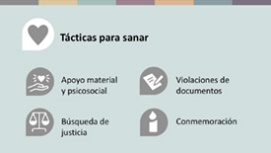 Tácticas para sanar
Apoyo material
y psicosocial
Violaciones de
documentos
Búsqueda de
justicia
Conmemoración